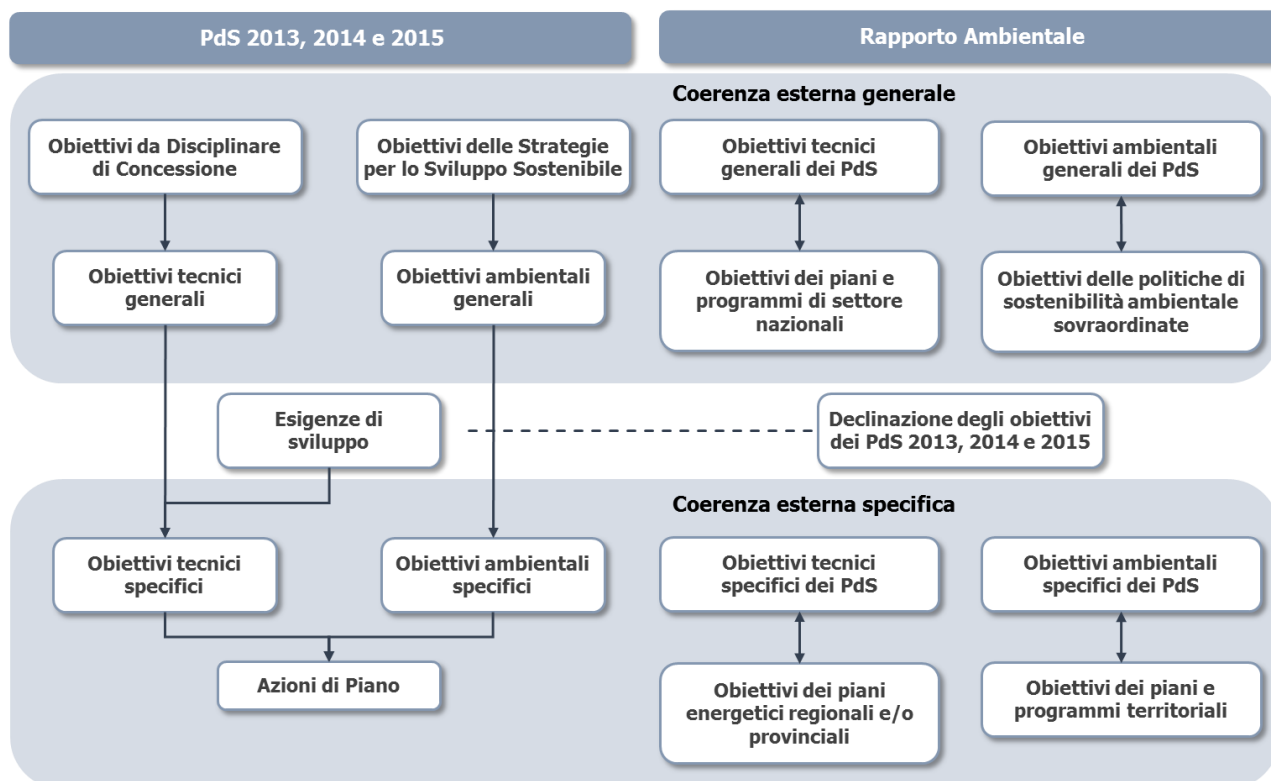 PdS 2013, 2014 e 2015
Rapporto Ambientale
Coerenza esterna generale
Obiettivi da Disciplinare
di Concessione
Obiettivi delle Strategie
per lo Sviluppo Sostenibile
Obiettivi tecnici
generali dei PdS
Obiettivi ambientali
generali dei PdS
Obiettivi tecnici
generali
Obiettivi ambientali
generali
Obiettivi dei piani e
programmi di settore
nazionali
Obiettivi delle politiche di
sostenibilità ambientale
sovraordinate
Esigenze di
sviluppo
Declinazione degli obiettivi
dei PdS 2013, 2014 e 2015
Coerenza esterna specifica
Obiettivi tecnici
specifici
Obiettivi ambientali
specifici
Obiettivi tecnici
specifici dei PdS
Obiettivi ambientali
specifici dei PdS
Azioni di Piano
Obiettivi dei piani
energetici regionali e/o
provinciali
Obiettivi dei piani e
programmi territoriali